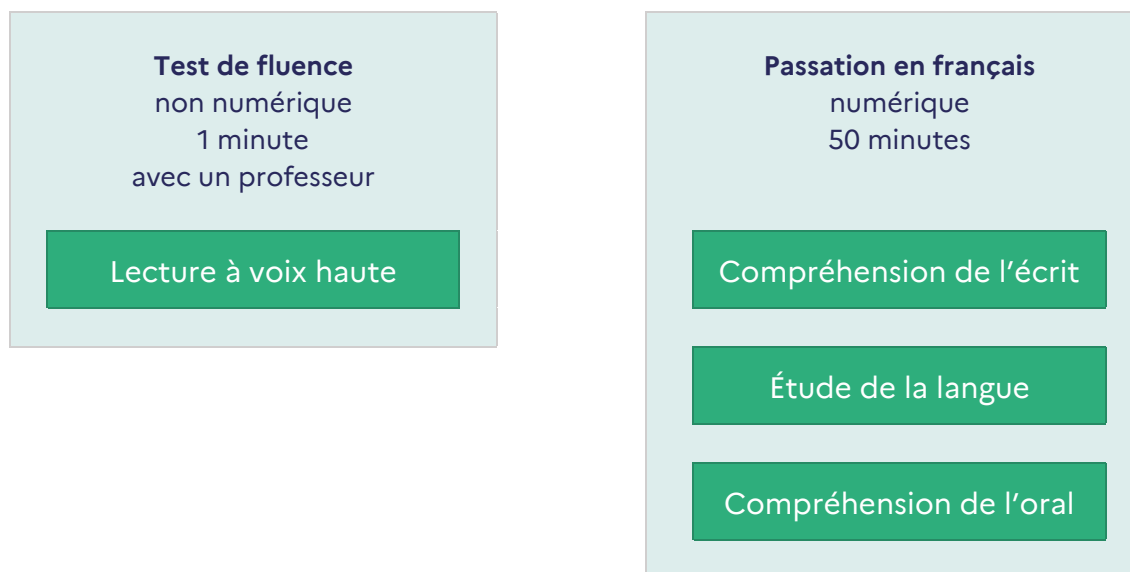 Test de fluence
non numérique
1 minute
avec un professeur
Lecture à voix haute
Passation en français
numérique
50 minutes
Compréhension de l’écrit
Étude de la langue
Compréhension de l’oral